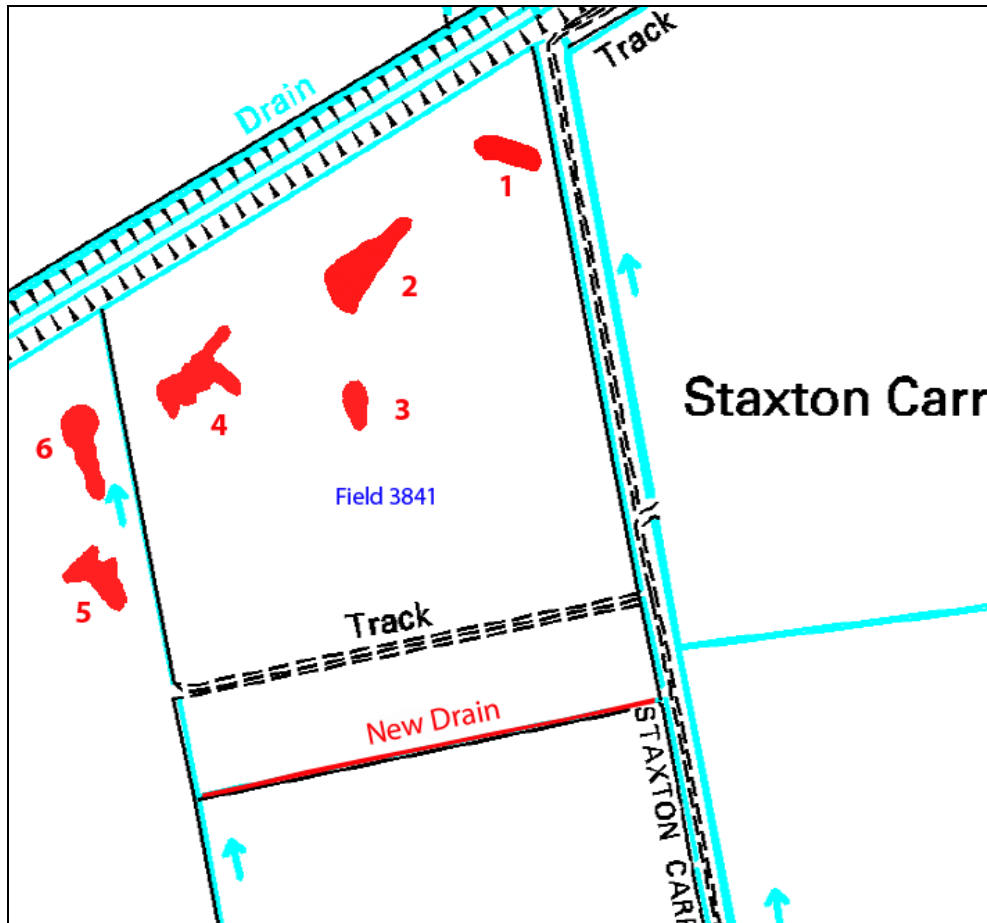 Track
Drain
1
2
Staxton Carr
3
4
6
Field 3841
5
Track
New Drain
STAXTON CARR